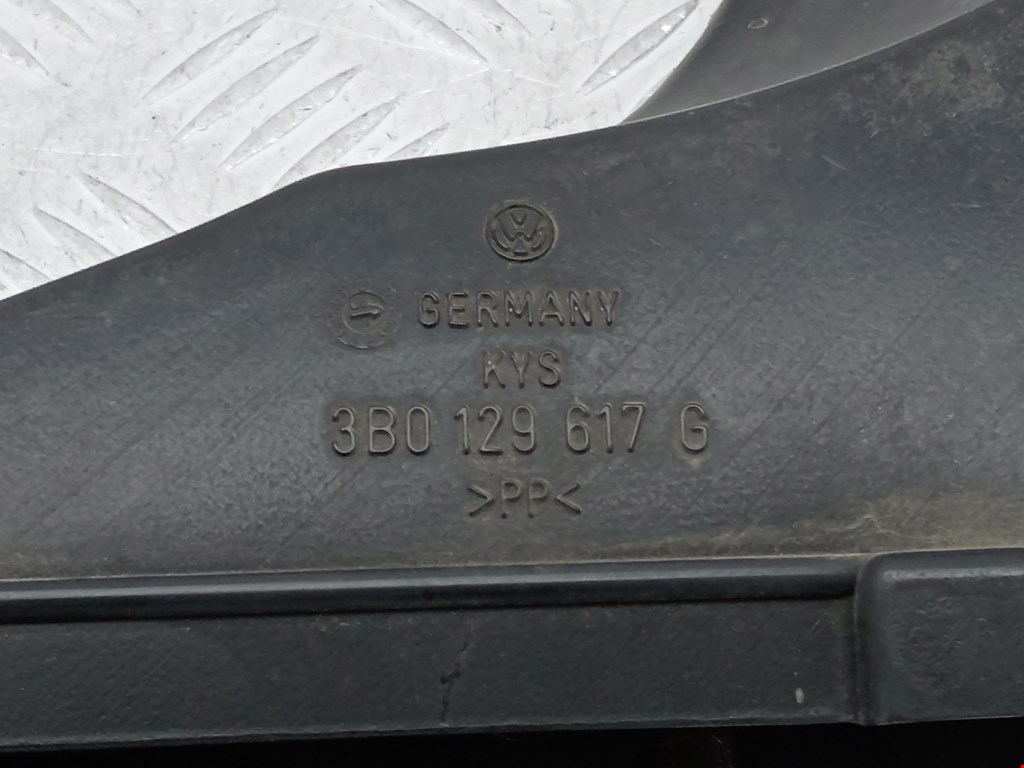 GERMANY
KYS
3B0 129 617 G
>PP<